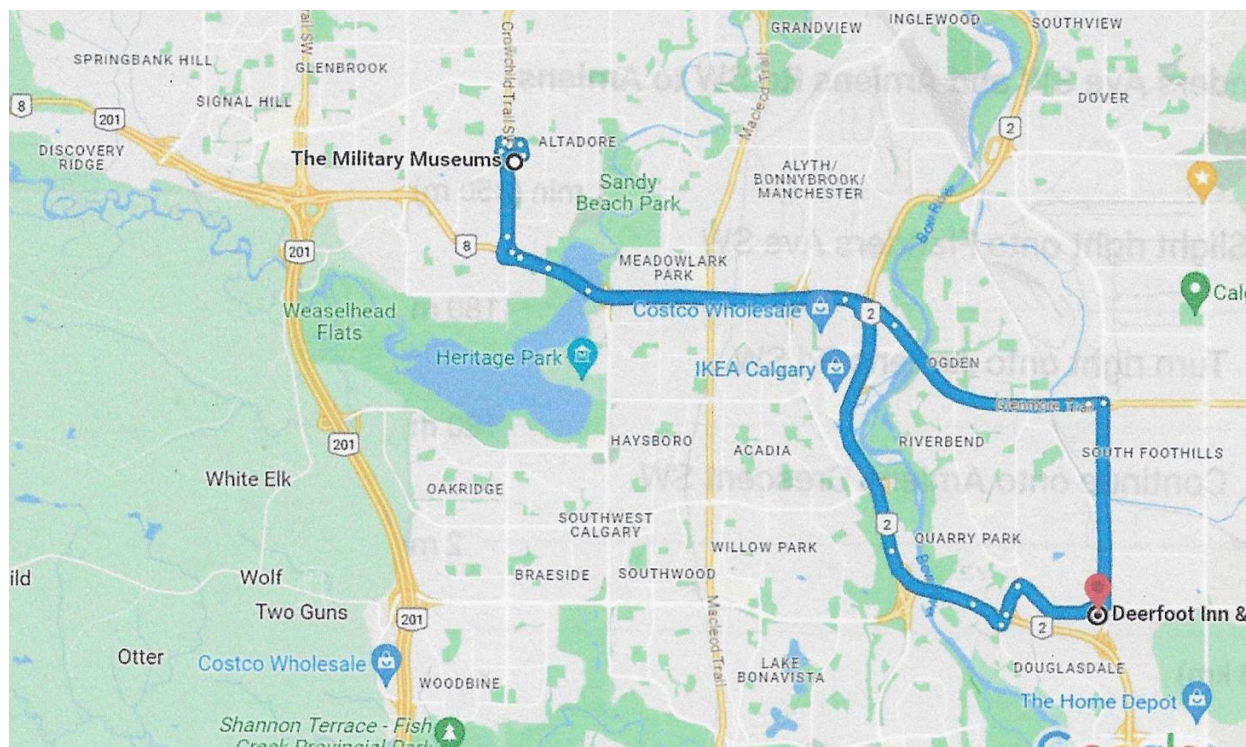 INGLEWOOD
SOUTHVIEW
GRANDVIEW
SPRINGBANK HILL
GLENBROOK
Crowchild Trail SW
Macleod Trail
SIGNAL HILL
DOVER
8
201
2
DISCOVERY
RIDGE
ALTADORE
The Military Museums
Sandy
Beach Park
ALYTH/
BONNYBROOK/
MANCHESTER
Bow River
201
8
MEADOWLARK
PARK
Weaselhead
Flats
Costco Wholesale
2
Heritage Park
IKEA Calgary
OGDEN
Glenmore Trail
201
HAYSBORO
ACADIA
RIVERBEND
SOUTH FOOTHILLS
White Elk
OAKRIDGE
SOUTHWEST
CALGARY
2
WILLOW PARK
QUARRY PARK
ild
Wolf
BRAESIDE
SOUTHWOOD
Two Guns
201
Macleod Trail
2
Deerfoot Inn &
Otter
Costco Wholesale
WOODBINE
LAKE
BONAVISTA
DOUGLASDALE
The Home Depot
Shannon Terrace - Fish
Creek Provincial Park